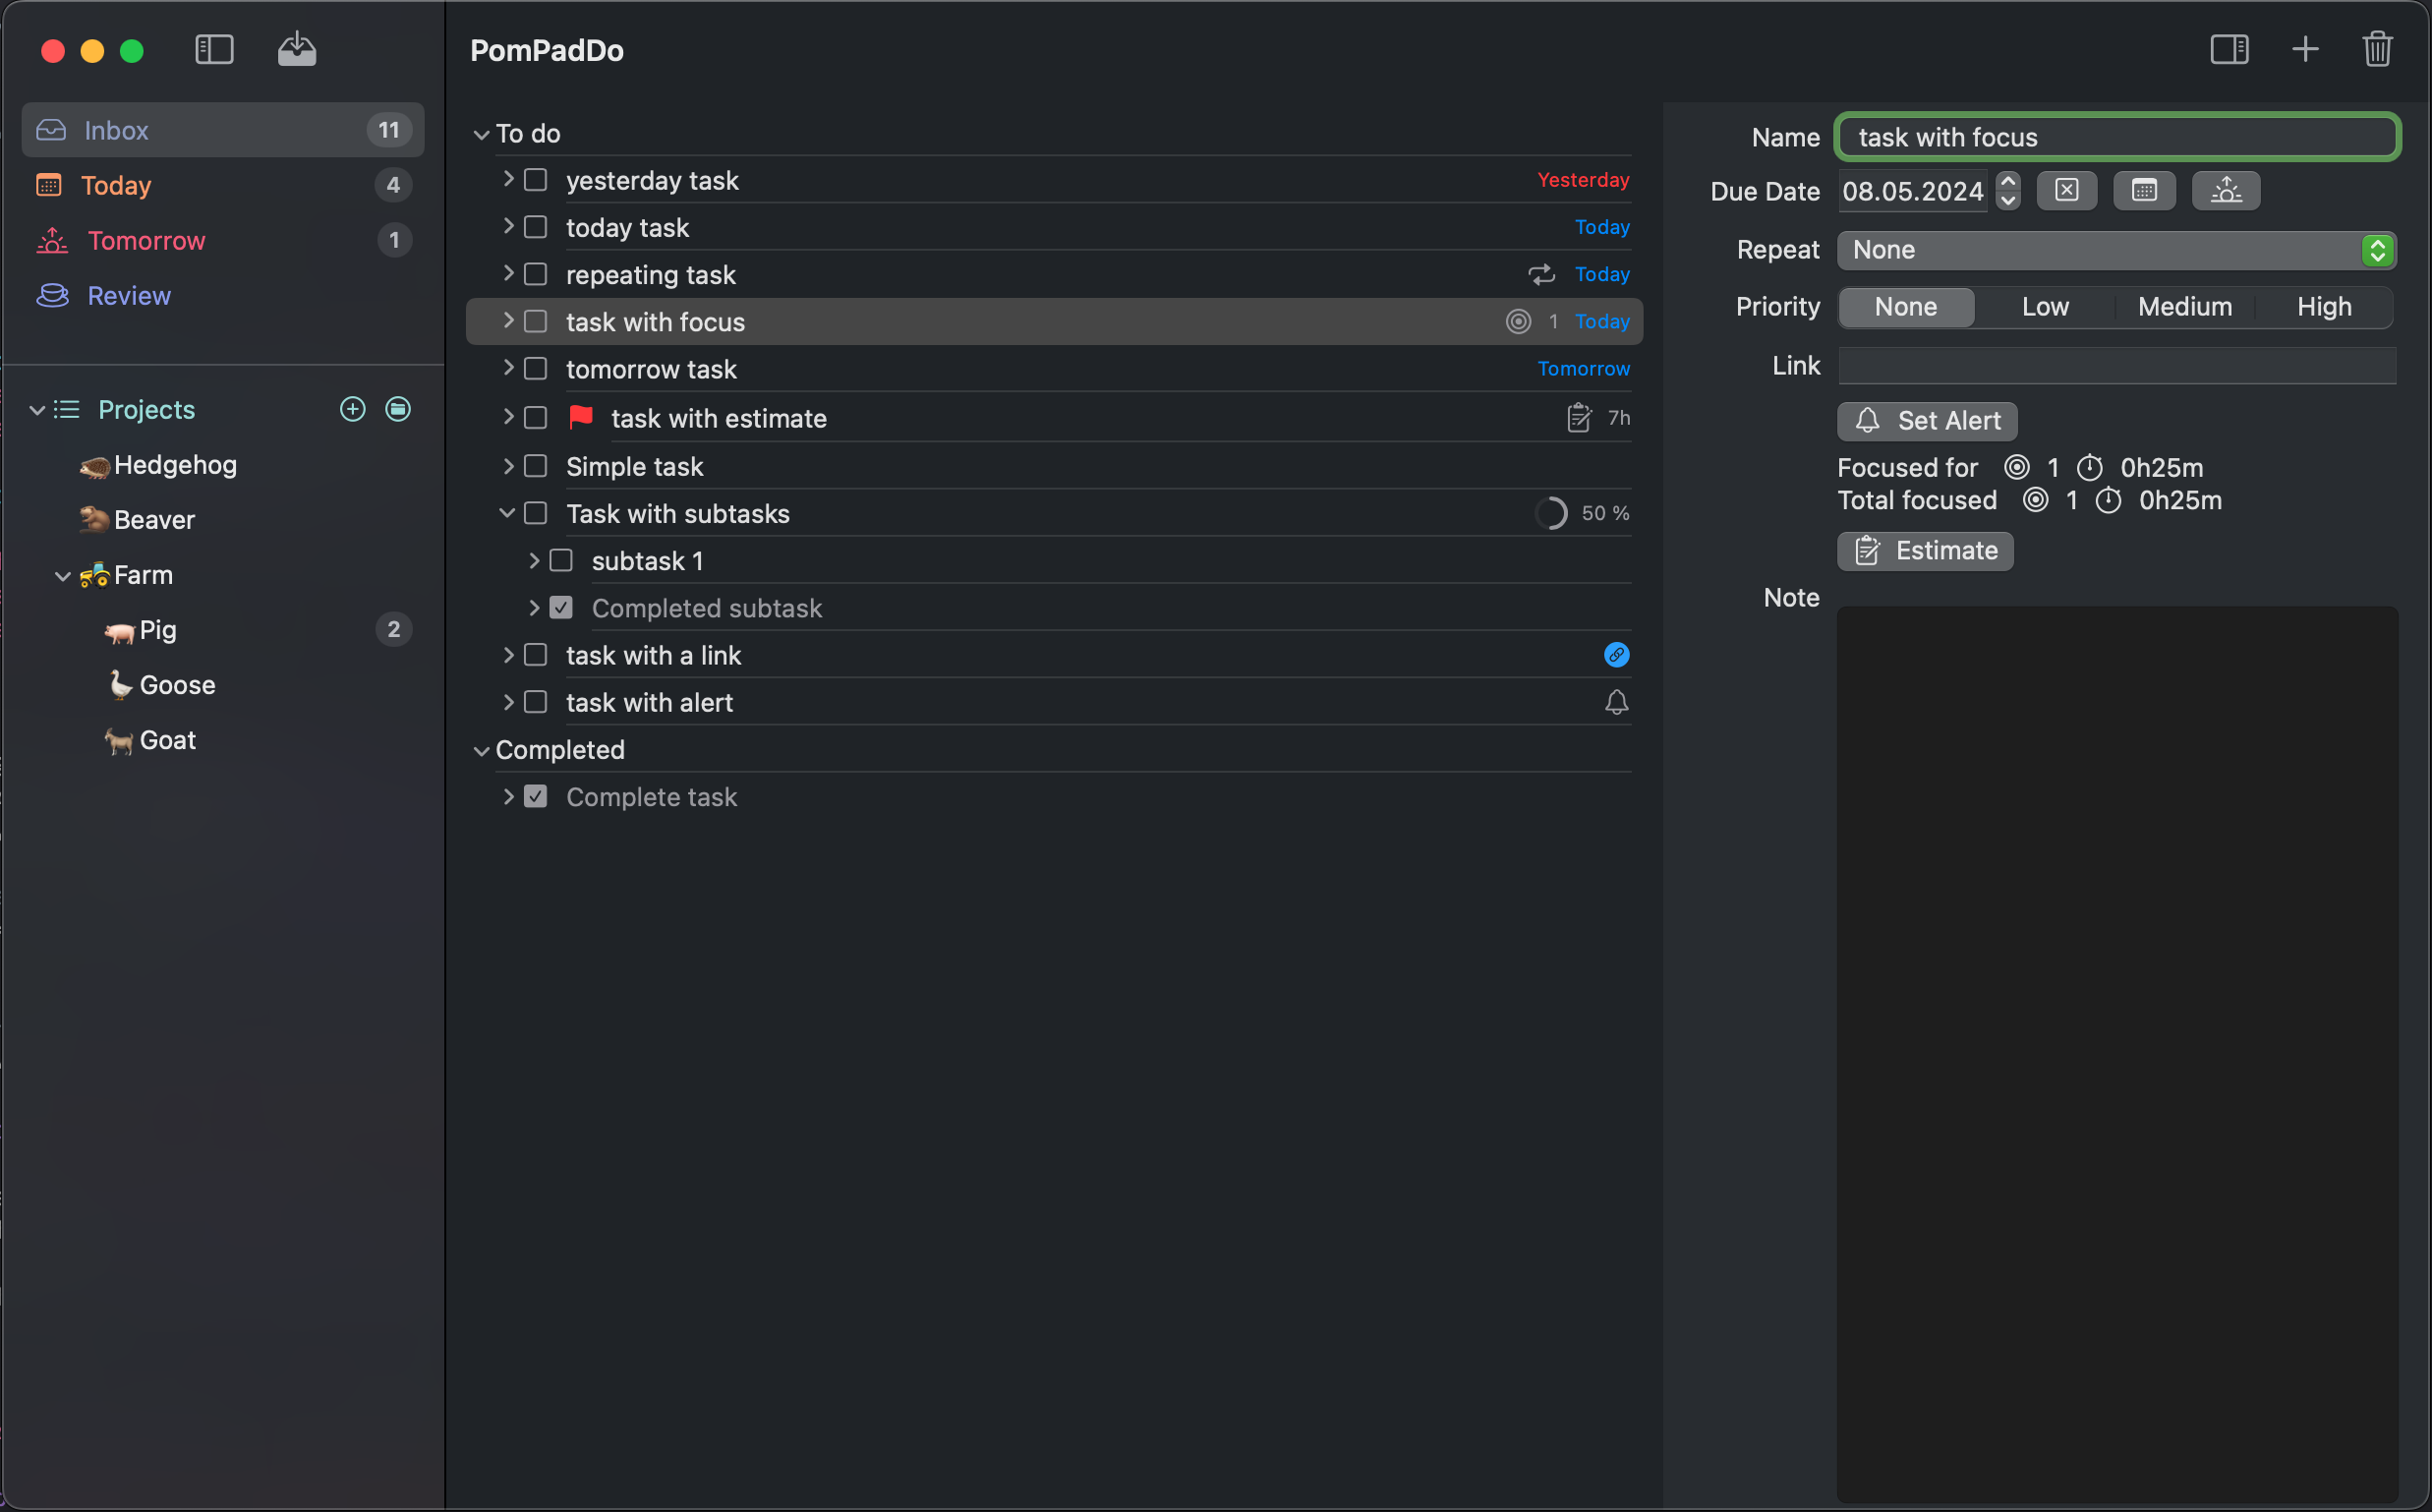 PomPadDo
Inbox 11
Today 4
Tomorrow 1
Review
Projects
Hedgehog
Beaver
Farm
Pig 2
Goose
Goat
To do
yesterday task Yesterday
today task Today
repeating task Today
task with focus 1 Today
tomorrow task Tomorrow
task with estimate 7h
Simple task
Task with subtasks 50 %
subtask 1
Completed subtask
task with a link
task with alert
Completed
Complete task
Name task with focus
Due Date 08.05.2024
Repeat None
Priority None Low Medium High
Link
Set Alert
Focused for 1 0h25m
Total focused 1 0h25m
Estimate
Note